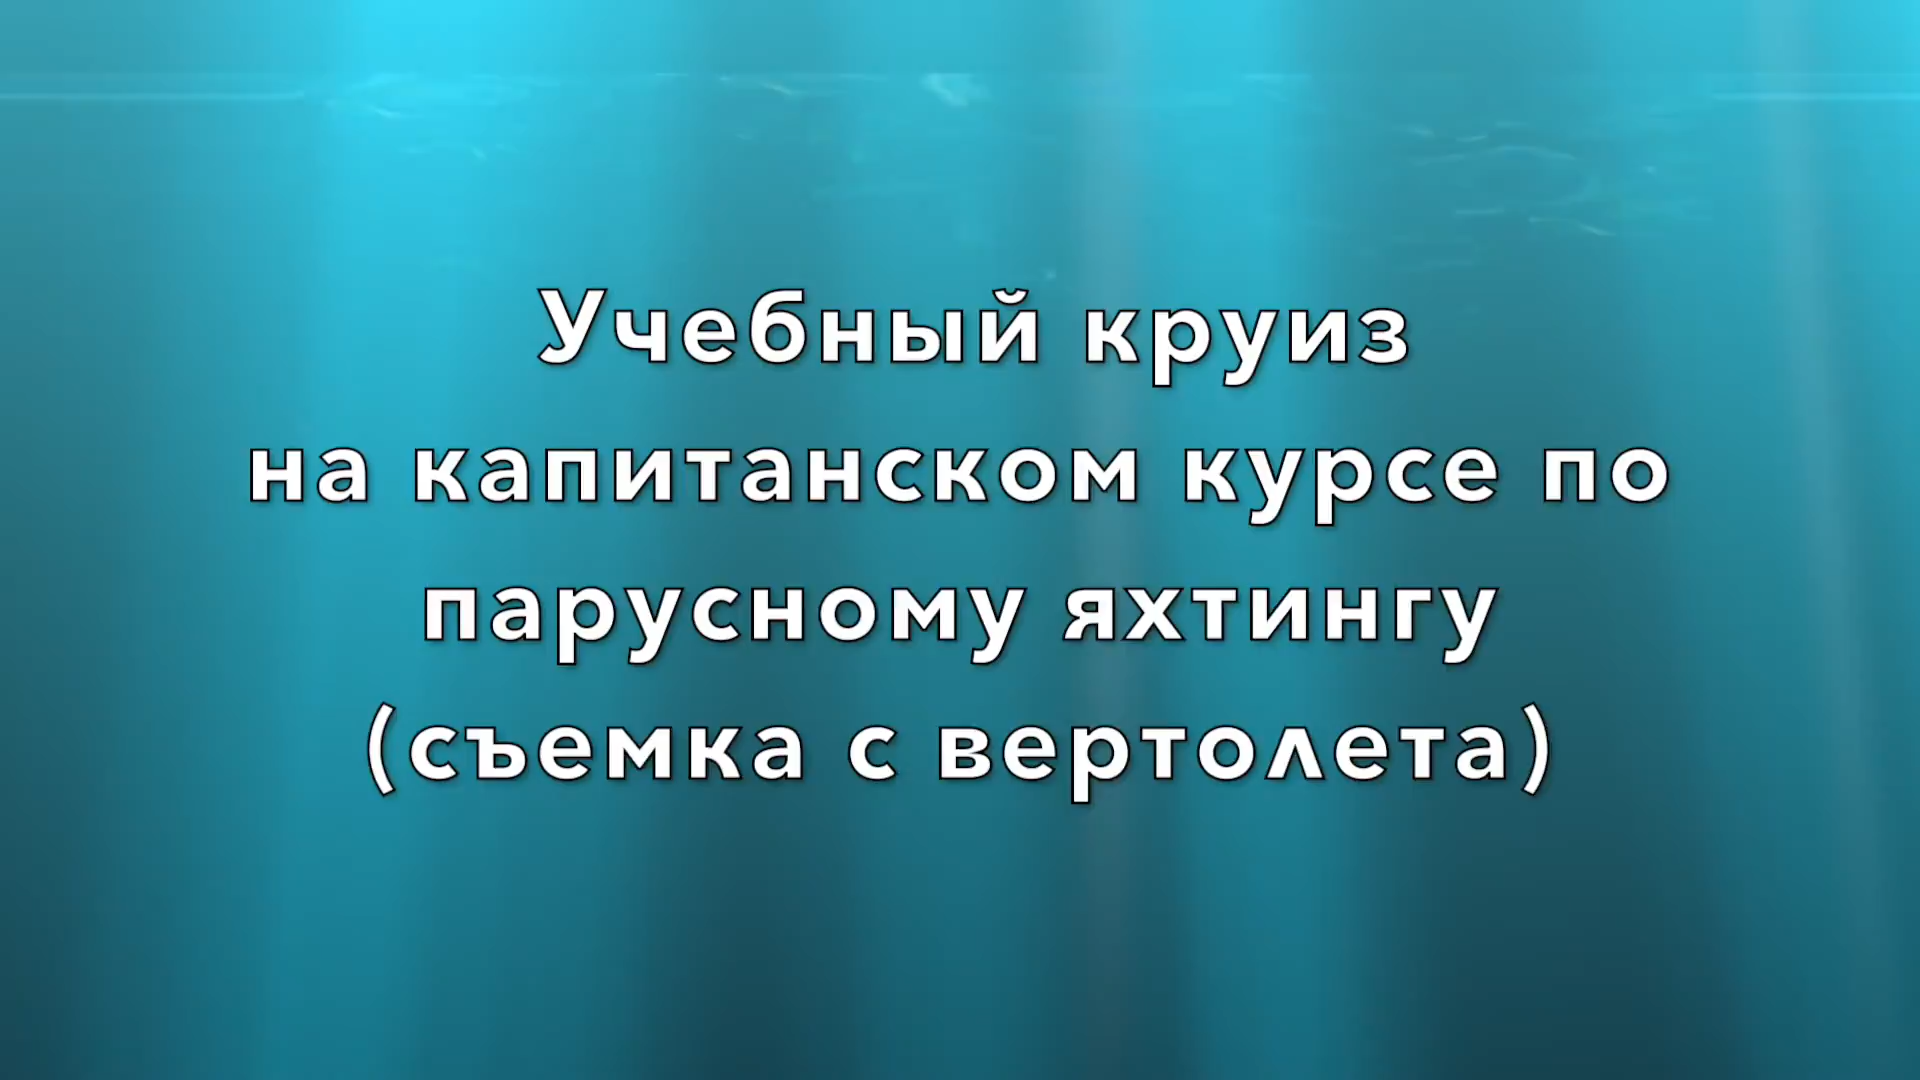 Учебный круиз
на капитанском курсе по
парусному яхтингу
(съемка с вертолета)